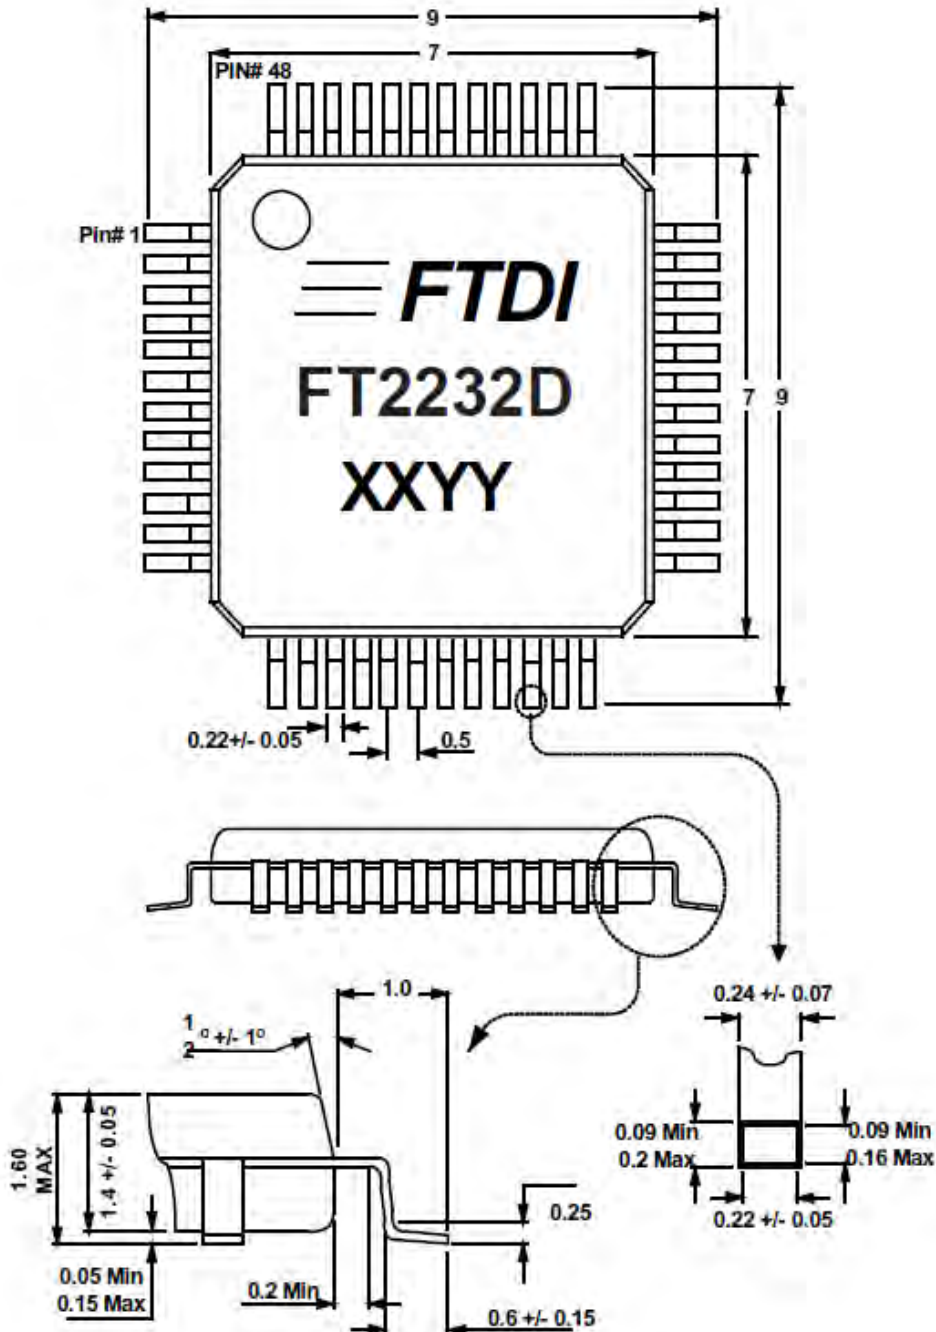 9
7
PIN# 48
Pin# 1
FTDI
FT2232D
XXYY
7
9
0.22+/- 0.05
0.5
1.0
0.24 +/- 0.07
12° +/- 1°
1.60
MAX
1.4 +/- 0.05
0.09 Min
0.2 Max
0.09 Min
0.16 Max
0.25
0.22 +/- 0.05
0.05 Min
0.15 Max
0.2 Min
0.6 +/- 0.15